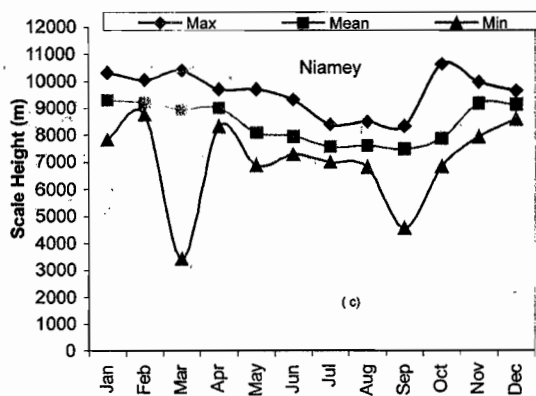 Max Mean Min
Niamey
Scale Height (m)
12000
11000
10000
9000
8000
7000
6000
5000
4000
3000
2000
1000
0
(c)
Jan Feb Mar Apr May Jun Jul Aug Sep Oct Nov Dec